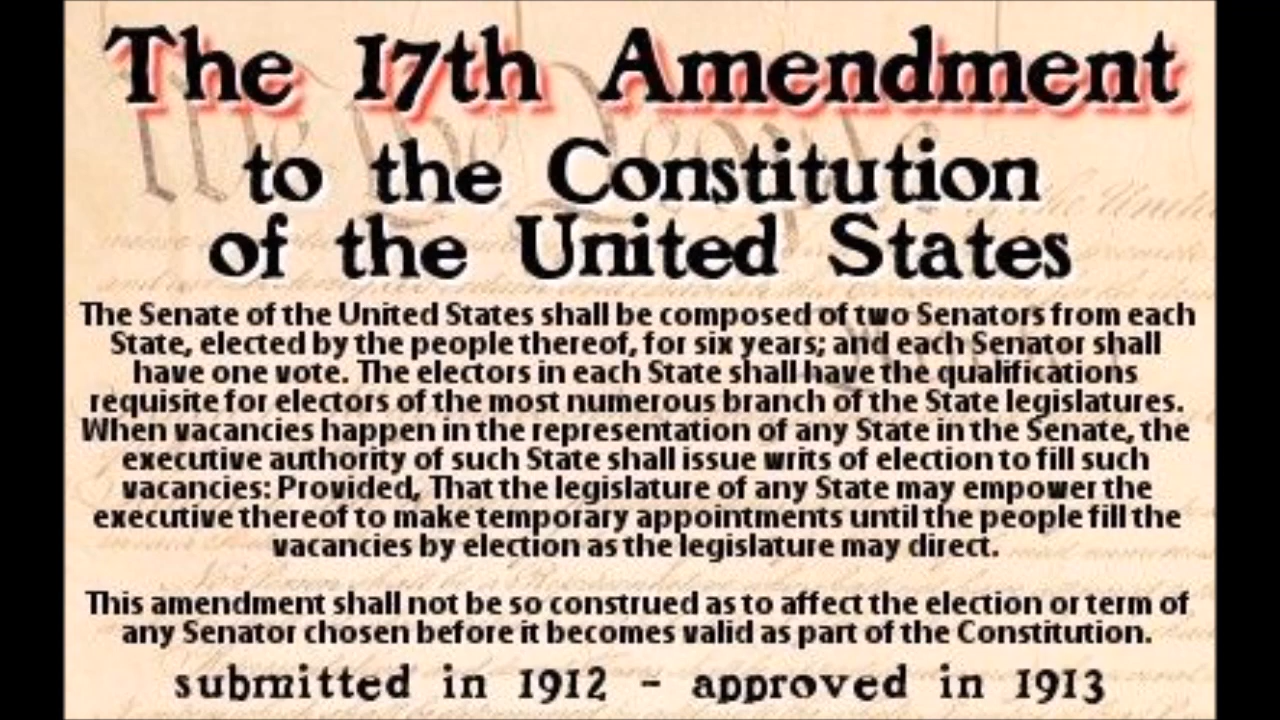 The 17th Amendment
to the Constitution
of the United States
The Senate of the United States shall be composed of two Senators from each
State, elected by the people thereof, for six years; and each Senator shall
have one vote. The electors in each State shall have the qualifications
requisite for electors of the most numerous branch of the State legislatures.
When vacancies happen in the representation of any State in the Senate, the
executive authority of such State shall issue writs of election to fill such
vacancies: Provided, That the legislature of any State may empower the
executive thereof to make temporary appointments until the people fill the
vacancies by election as the legislature may direct.
This amendment shall not be so construed as to affect the election or term of
any Senator chosen before it becomes valid as part of the Constitution.
submitted in 1912 - approved in 1913
We the People